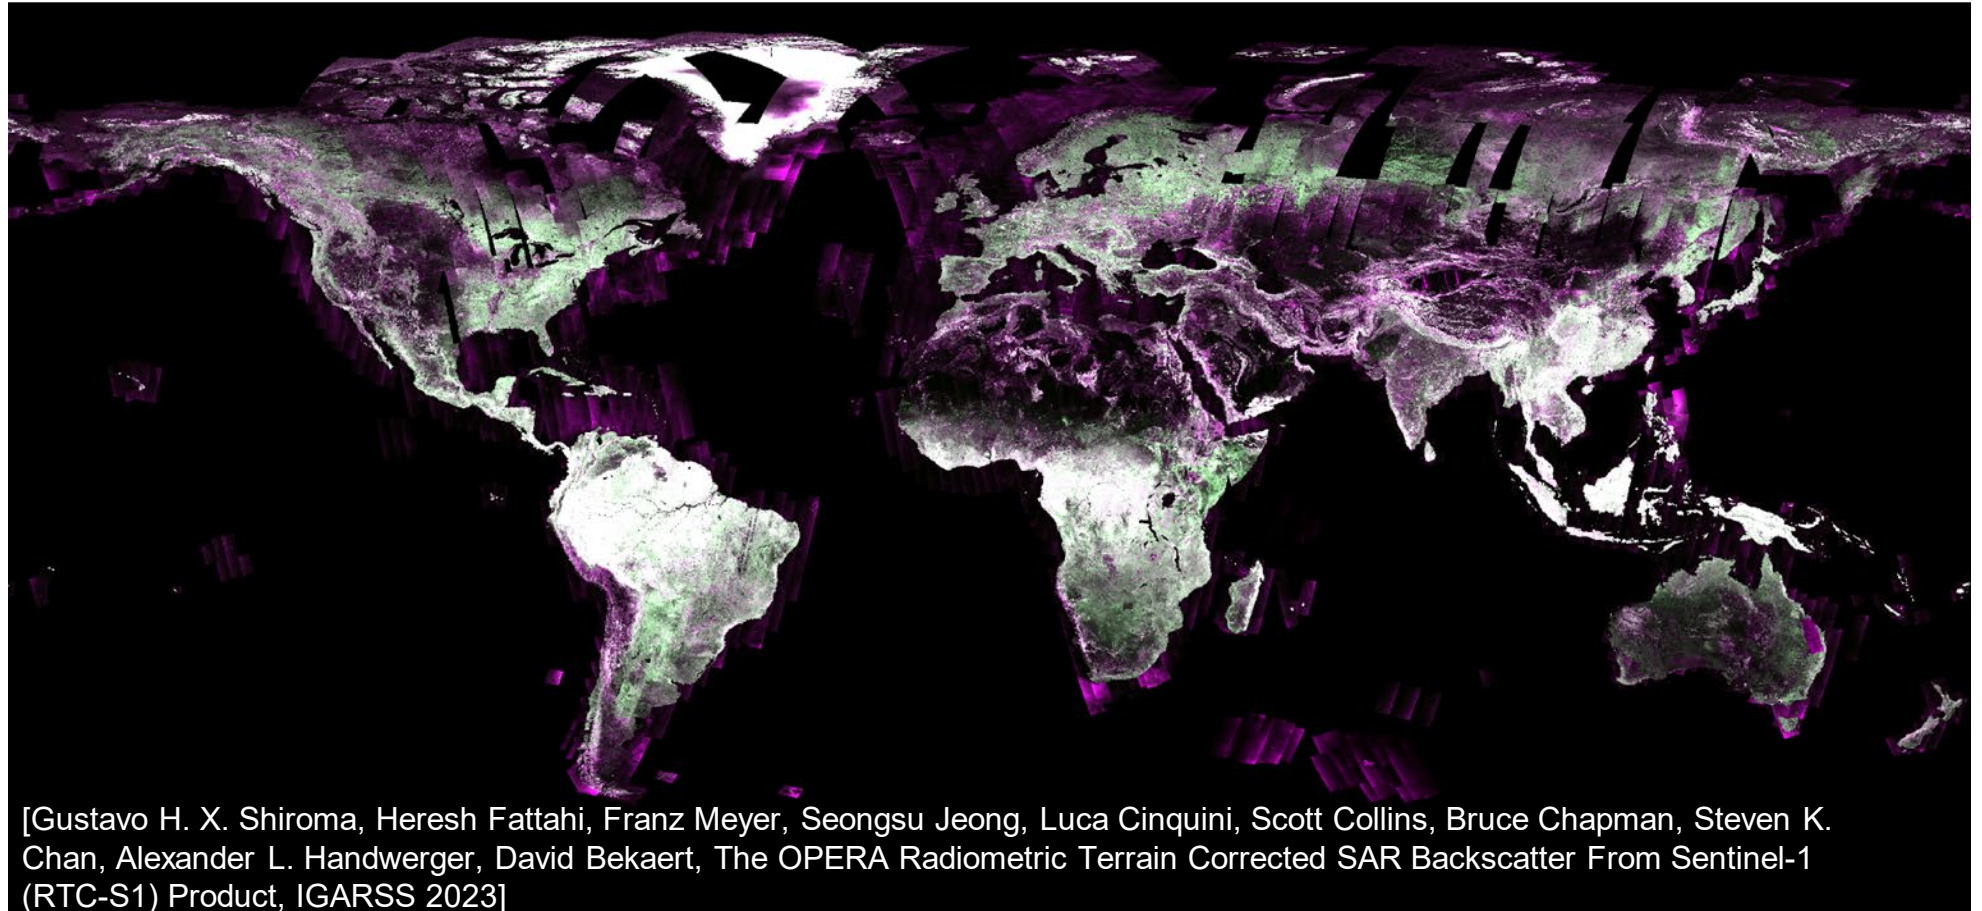 [Gustavo H. X. Shiroma, Heresh Fattahi, Franz Meyer, Seongsu Jeong, Luca Cinquini, Scott Collins, Bruce Chapman, Steven K.
Chan, Alexander L. Handwerger, David Bekaert, The OPERA Radiometric Terrain Corrected SAR Backscatter From Sentinel-1
(RTC-S1) Product, IGARSS 2023]